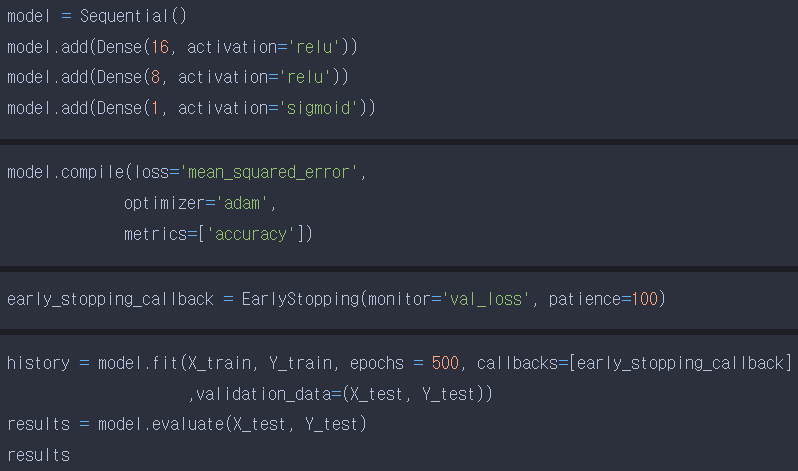 model = Sequential()
model.add(Dense(16, activation='relu'))
model.add(Dense(8, activation='relu'))
model.add(Dense(1, activation='sigmoid'))
model.compile(loss='mean_squared_error',
optimizer='adam',
metrics=['accuracy'])
early_stopping_callback = EarlyStopping(monitor='val_loss', patience=100)
history = model.fit(X_train, Y_train, epochs = 500, callbacks=[early_stopping_callback]
,validation_data=(X_test, Y_test))
results = model.evaluate(X_test, Y_test)
results